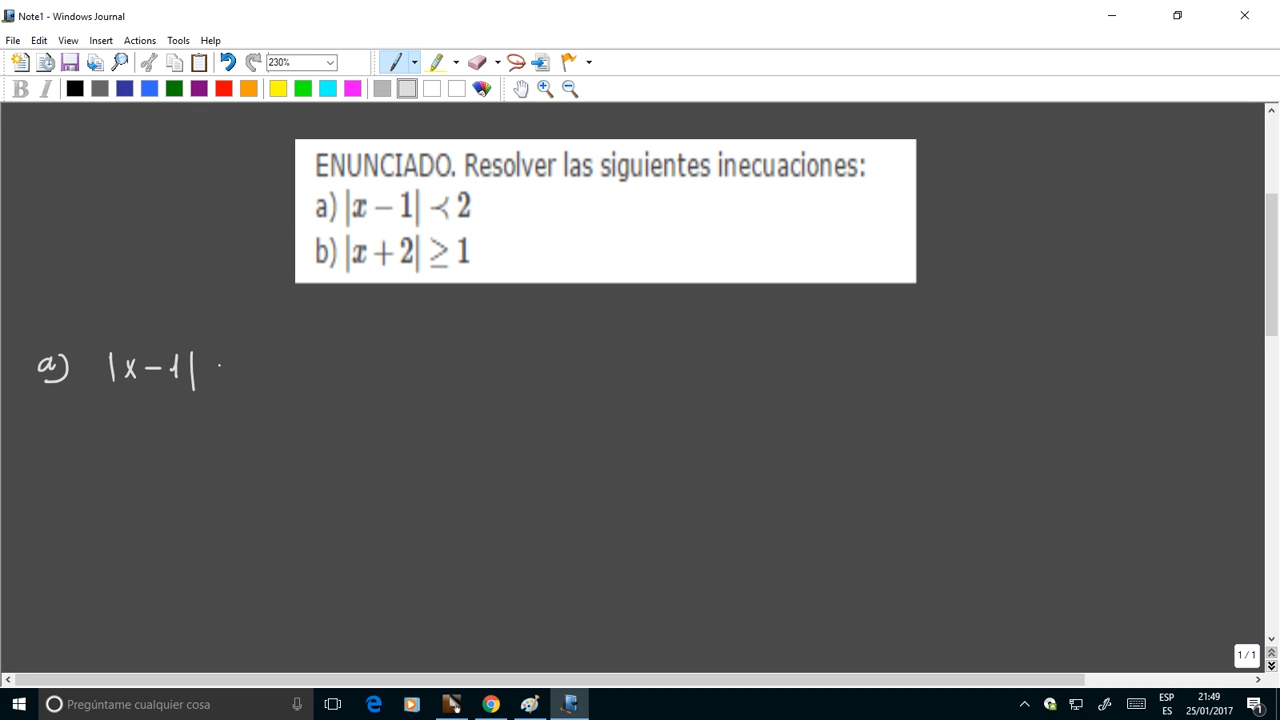 Note1 - Windows Journal
File Edit View Insert Actions Tools Help
230%
B I
ENUNCIADO. Resolver las siguientes inecuaciones:
a) |x − 1| ≺ 2
b) |x + 2| ≥ 1
a) |x − 1|
1 / 1
Pregúntame cualquier cosa
ESP
ES
21:49
25/01/2017
1